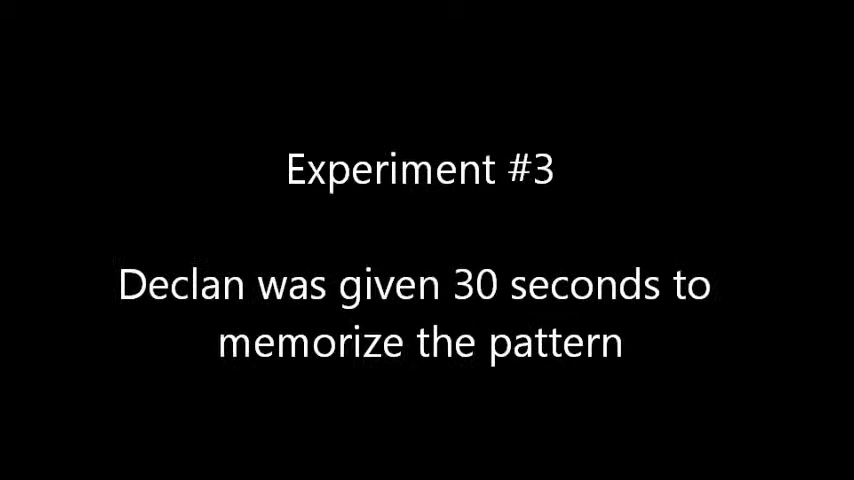 Experiment #3
Declan was given 30 seconds to
memorize the pattern